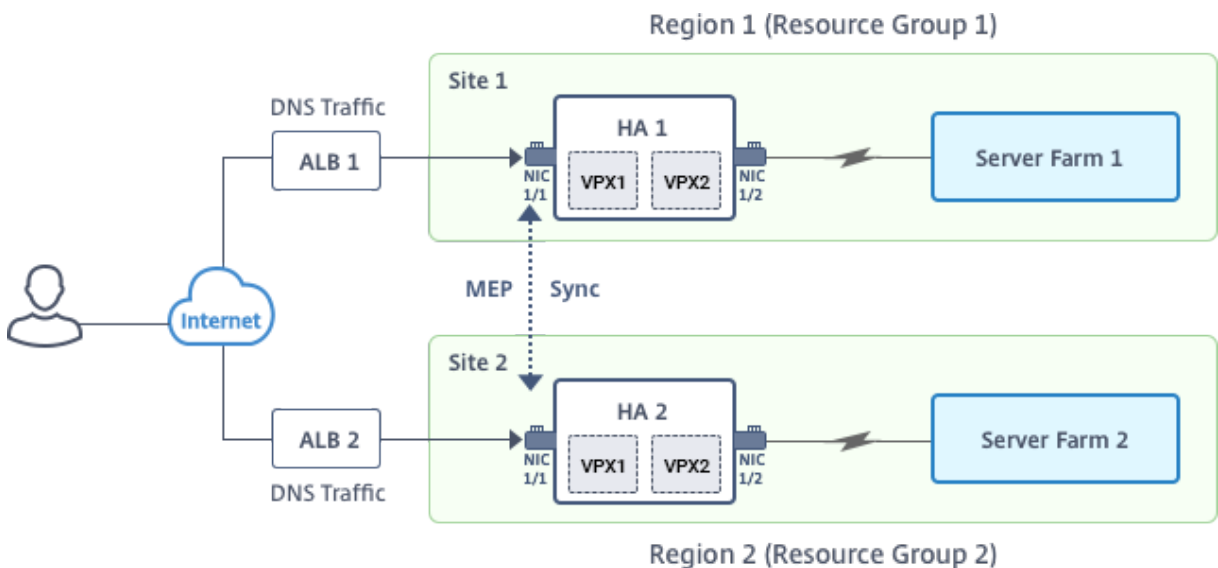 Region 1 (Resource Group 1)
Site 1
DNS Traffic
ALB 1
HA 1
VPX1
VPX2
NIC
1/1
NIC
1/2
Server Farm 1
MEP
Sync
Internet
Site 2
ALB 2
DNS Traffic
HA 2
VPX1
VPX2
NIC
1/1
NIC
1/2
Server Farm 2
Region 2 (Resource Group 2)